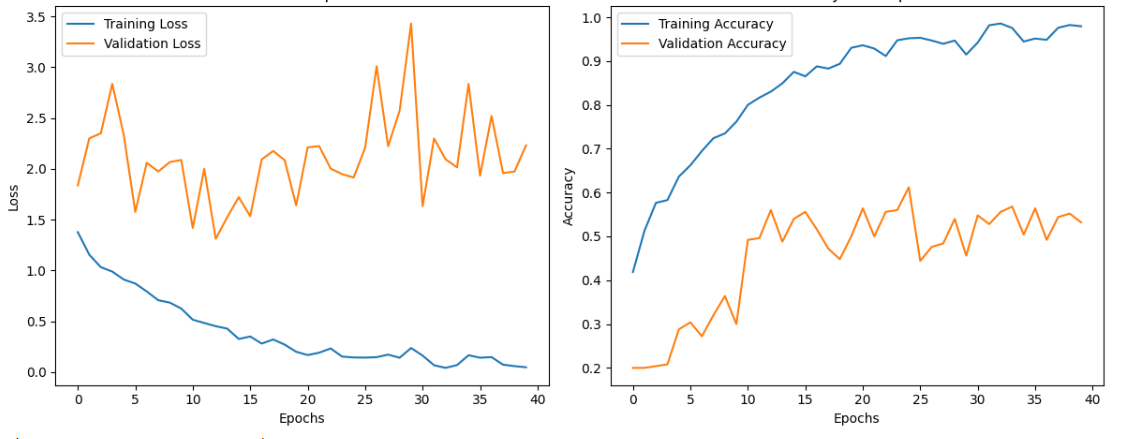 Training Loss
Validation Loss
3.5
3.0
2.5
2.0
1.5
1.0
0.5
0.0
Loss
0 5 10 15 20 25 30 35 40
Epochs
Training Accuracy
Validation Accuracy
1.0
0.9
0.8
0.7
0.6
0.5
0.4
0.3
0.2
Accuracy
0 5 10 15 20 25 30 35 40
Epochs